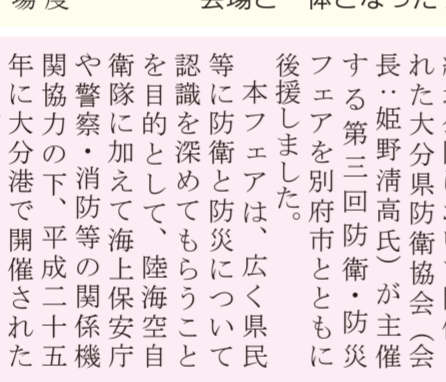 れた大分県防衛協会（会
長：姫野淸高氏）が主催
する第三回防衛・防災
フェアを別府市とともに
後援しました。
本フェアは、広く県民
等に防衛と防災について
認識を深めてもらうこと
を目的として、陸海空自
衛隊に加えて海上保安庁
や警察・消防等の関係機
関協力の下、平成二十五
年に大分港で開催された